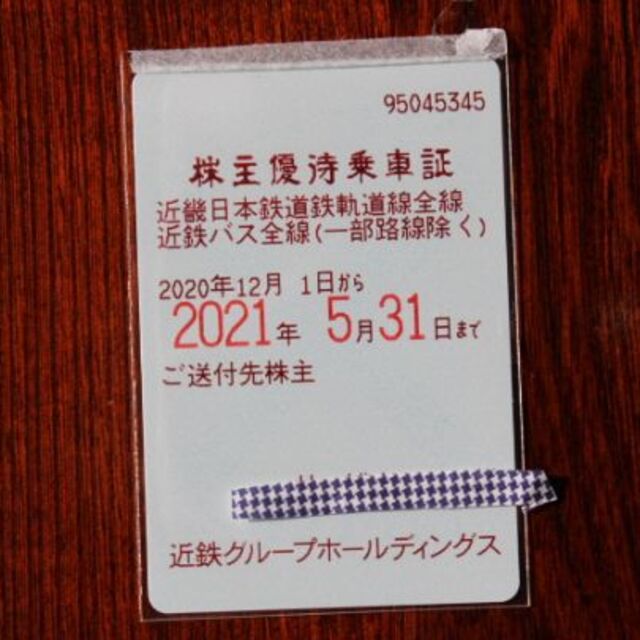 95045345
株主優待乗車証
近畿日本鉄道鉄軌道線全線
近鉄バス全線(一部路線除く)
2020年12月 1日から
2021年 5月31日まで
ご送付先株主
近鉄グループホールディングス